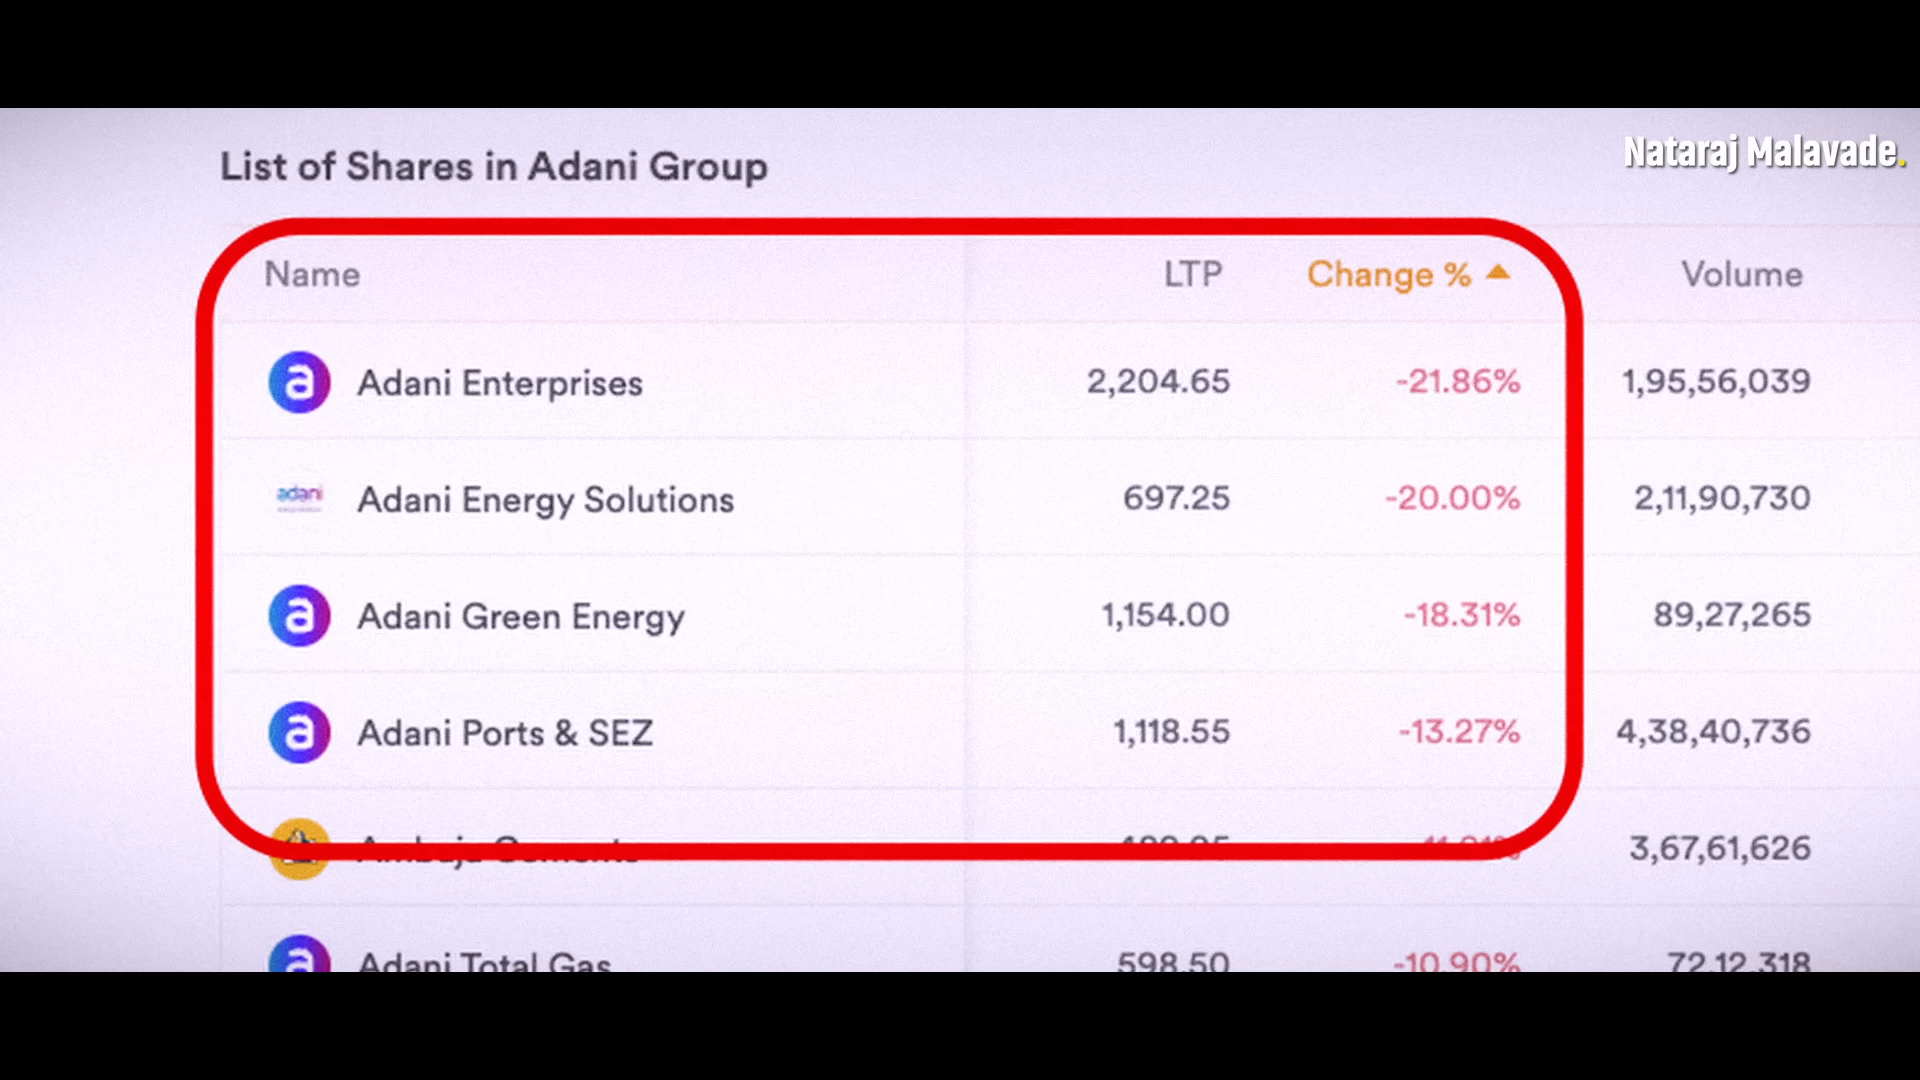 List of Shares in Adani Group
Nataraj Malavade.
Name LTP Change % Volume
a Adani Enterprises 2,204.65 -21.86% 1,95,56,039
adani Adani Energy Solutions 697.25 -20.00% 2,11,90,730
a Adani Green Energy 1,154.00 -18.31% 89,27,265
a Adani Ports & SEZ 1,118.55 -13.27% 4,38,40,736
Ambuja Cements 3,67,61,626
a Adani Total Gas 598.50 -10.90% 72,12,318